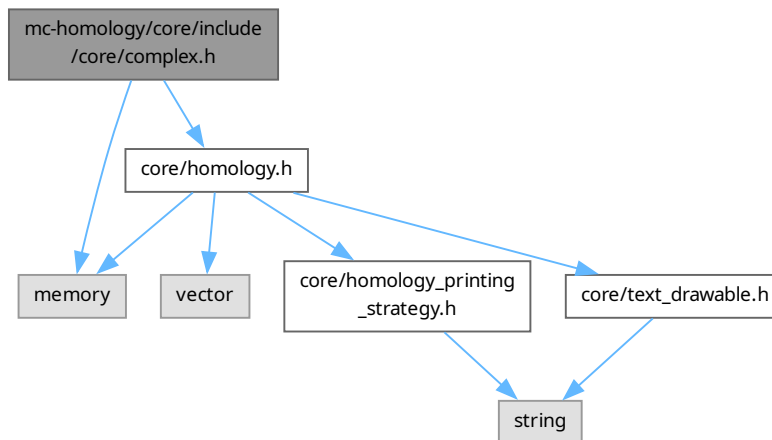 mc-homology/core/include
/core/complex.h
core/homology.h
memory
vector
core/homology_printing
_strategy.h
core/text_drawable.h
string